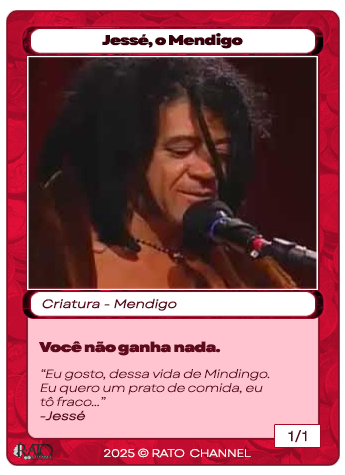 Jessé, o Mendigo
Criatura - Mendigo
Você não ganha nada.
“Eu gosto, dessa vida de Mindingo.
Eu quero um prato de comida, eu
tô fraco...”
-Jessé
1/1
RATO
2025 © RATO CHANNEL